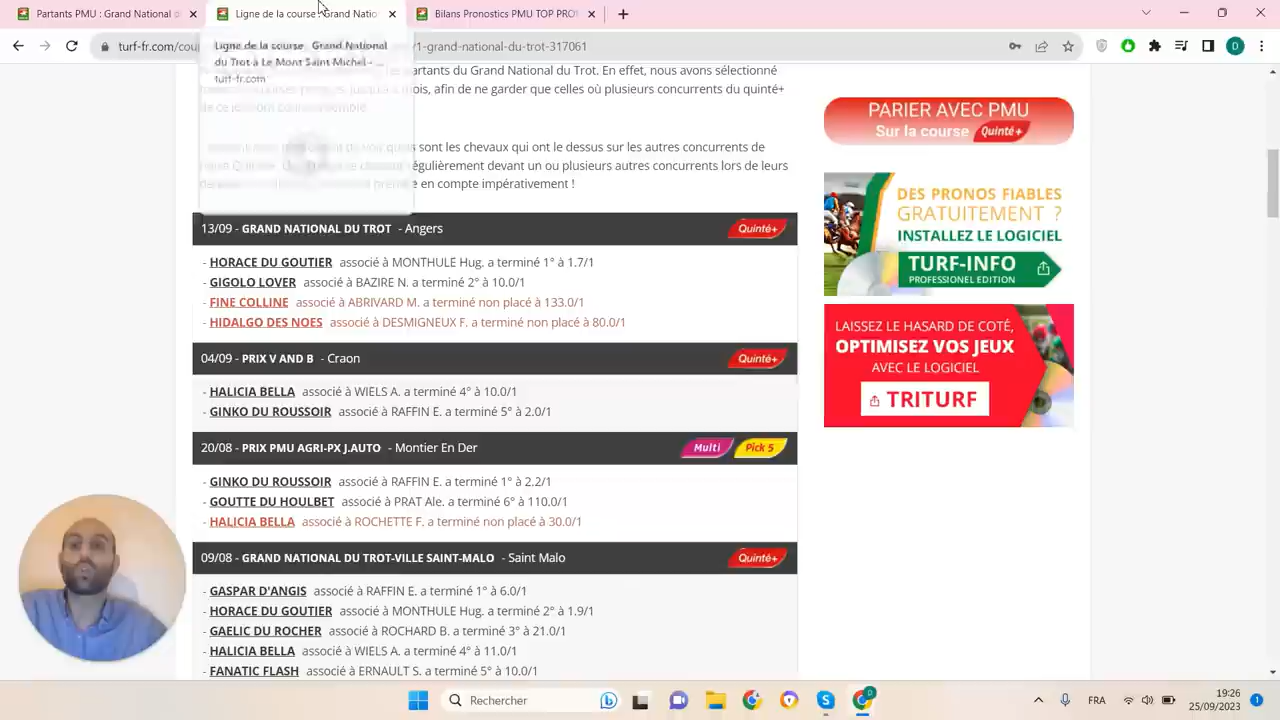 Ligne de la course : Grand Natio
Bilans Pronostics PMU TOP PRO
turf-fr.com/cou
1-grand-national-du-trot-317061
Ligne de la course : Grand National
du Trot à Le Mont Saint Michel -
turf-fr.com
partants du Grand National du Trot. En effet, nous avons sélectionné
mois, afin de ne garder que celles où plusieurs concurrents du quinté+
sont les chevaux qui ont le dessus sur les autres concurrents de
régulièrement devant un ou plusieurs autres concurrents lors de leurs
en compte impérativement !
13/09 - GRAND NATIONAL DU TROT - Angers Quinté+
- HORACE DU GOUTIER associé à MONTHULE Hug. a terminé 1° à 1.7/1
- GIGOLO LOVER associé à BAZIRE N. a terminé 2° à 10.0/1
- FINE COLLINE associé à ABRIVARD M. a terminé non placé à 133.0/1
- HIDALGO DES NOES associé à DESMIGNEUX F. a terminé non placé à 80.0/1
04/09 - PRIX V AND B - Craon Quinté+
- HALICIA BELLA associé à WIELS A. a terminé 4° à 10.0/1
- GINKO DU ROUSSOIR associé à RAFFIN E. a terminé 5° à 2.0/1
20/08 - PRIX PMU AGRI-PX J.AUTO - Montier En Der Multi Pick 5
- GINKO DU ROUSSOIR associé à RAFFIN E. a terminé 1° à 2.2/1
- GOUTTE DU HOULBET associé à PRAT Ale. a terminé 6° à 110.0/1
- HALICIA BELLA associé à ROCHETTE F. a terminé non placé à 30.0/1
09/08 - GRAND NATIONAL DU TROT-VILLE SAINT-MALO - Saint Malo Quinté+
- GASPAR D'ANGIS associé à RAFFIN E. a terminé 1° à 6.0/1
- HORACE DU GOUTIER associé à MONTHULE Hug. a terminé 2° à 1.9/1
- GAELIC DU ROCHER associé à ROCHARD B. a terminé 3° à 21.0/1
- HALICIA BELLA associé à WIELS A. a terminé 4° à 11.0/1
- FANATIC FLASH associé à ERNAULT S. a terminé 5° à 10.0/1
PARIER AVEC PMU
Sur la course Quinté+
DES PRONOS FIABLES
GRATUITEMENT ?
INSTALLEZ LE LOGICIEL
TURF-INFO
PROFESSIONEL EDITION
LAISSEZ LE HASARD DE COTÉ,
OPTIMISEZ VOS JEUX
AVEC LE LOGICIEL
TRITURF
Rechercher
FRA
19:26
25/09/2023